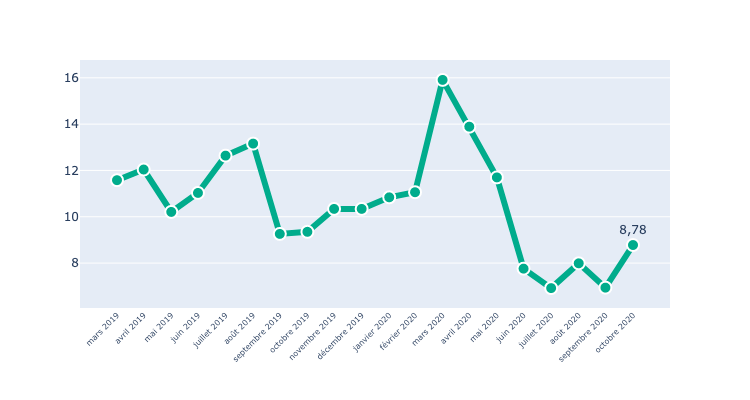 16
14
12
10
8
8,78
mars 2019
avril 2019
mai 2019
juin 2019
juillet 2019
août 2019
septembre 2019
octobre 2019
novembre 2019
décembre 2019
janvier 2020
février 2020
mars 2020
avril 2020
mai 2020
juin 2020
juillet 2020
août 2020
septembre 2020
octobre 2020